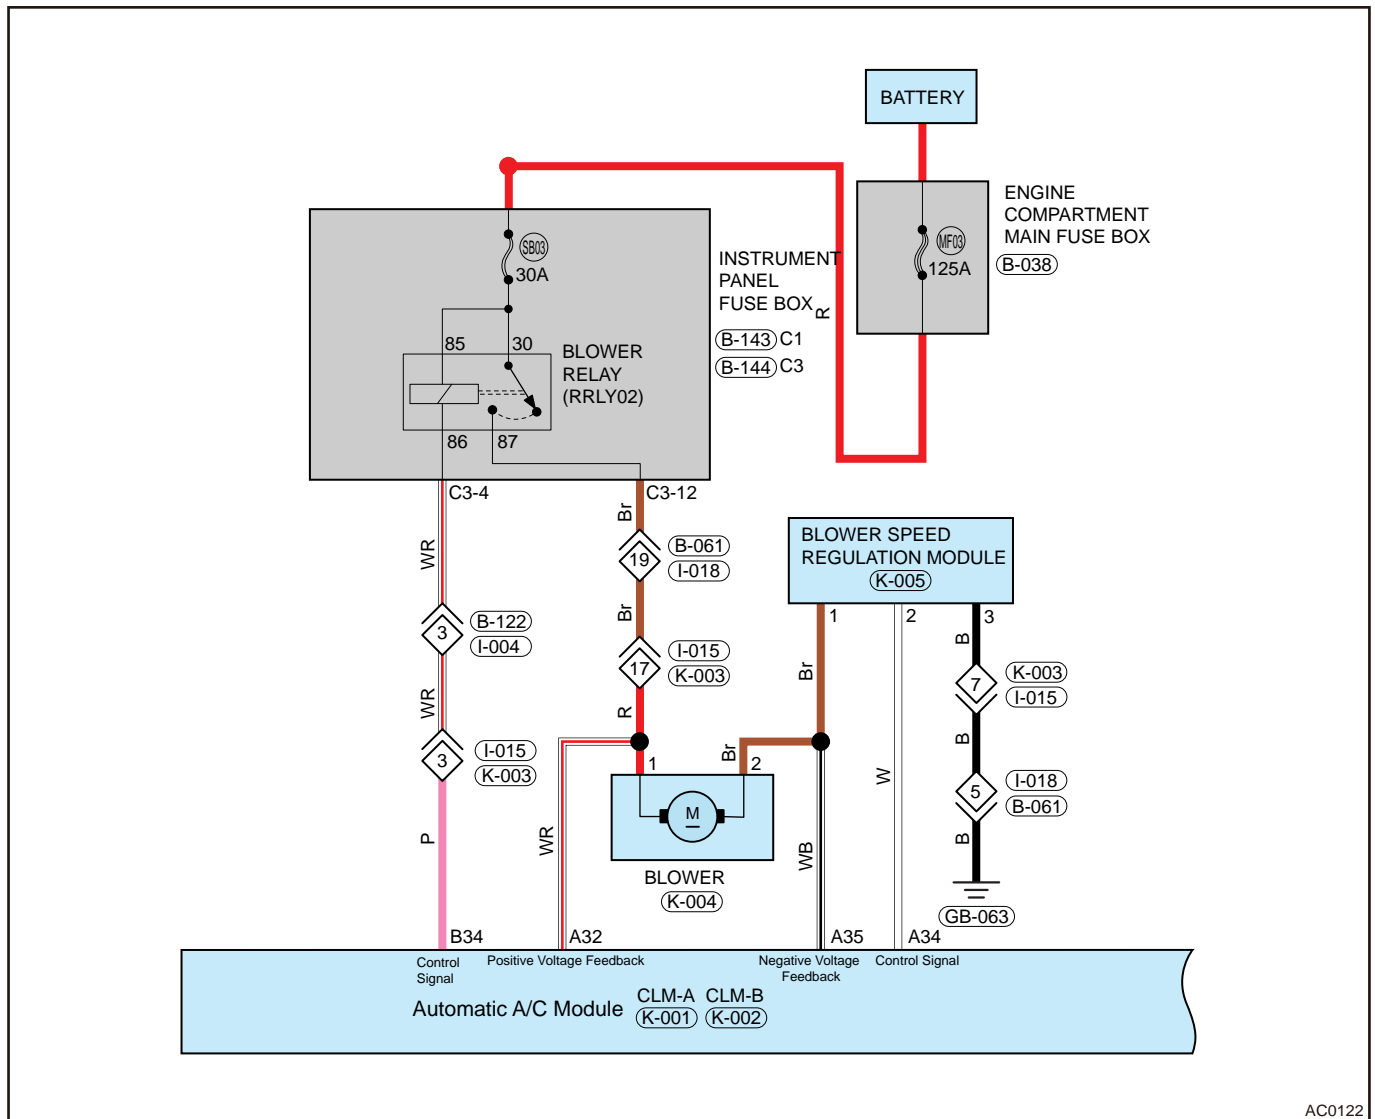 BATTERY
ENGINE
COMPARTMENT
MAIN FUSE BOX
B-038
MF03
125A
SB03
30A
INSTRUMENT
PANEL
FUSE BOX
R
B-143 C1
B-144 C3
85
30
BLOWER
RELAY
(RRLY02)
86
87
C3-4
C3-12
WR
Br
19
B-061
I-018
Br
3
B-122
I-004
17
I-015
K-003
WR
R
3
I-015
K-003
P
BLOWER SPEED
REGULATION MODULE
K-005
1
2
3
B
Br
7
K-003
I-015
B
W
5
I-018
B-061
B
GB-063
1
Br
2
M
WR
WB
BLOWER
K-004
B34
A32
A35
A34
Control
Signal
Positive Voltage Feedback
Negative Voltage
Feedback
Control Signal
Automatic A/C Module
CLM-A CLM-B
K-001 K-002
AC0122